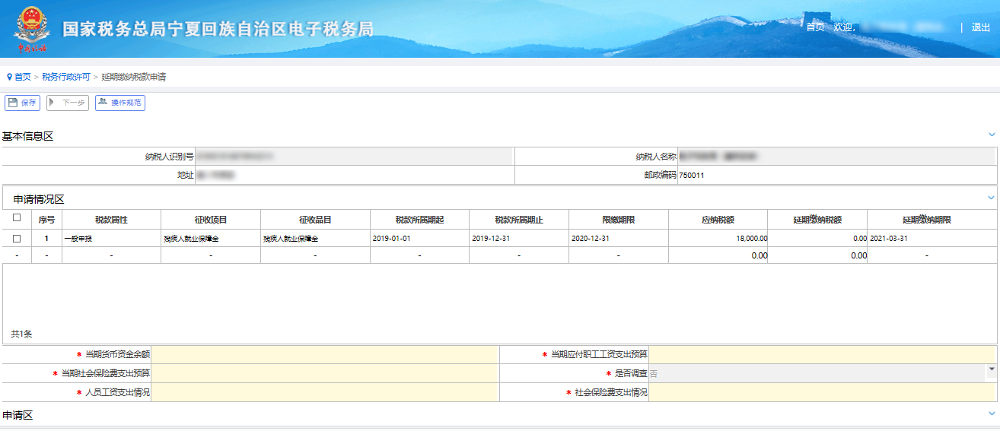 国家税务总局宁夏回族自治区电子税务局
首页 欢迎, | 退出
首页 > 税务行政许可 > 延期缴纳税款申请
保存 下一步 操作规范
基本信息区
纳税人识别号 纳税人名称
地址 邮政编码 750011
申请情况区
序号 税款属性 征收项目 征收品目 税款所属期起 税款所属期止 限缴期限 应纳税额 延期缴纳税额 延期缴纳期限
1 一般申报 残疾人就业保障金 残疾人就业保障金 2019-01-01 2019-12-31 2020-12-31 18,000.00 0.00 2021-03-31
- - - - - - - - 0.00 0.00 -
共1条
* 当期货币资金余额 * 当期应付职工工资支出预算
* 当期社会保险费支出预算 * 是否调查 否
* 人员工资支出情况 * 社会保险费支出情况
申请区